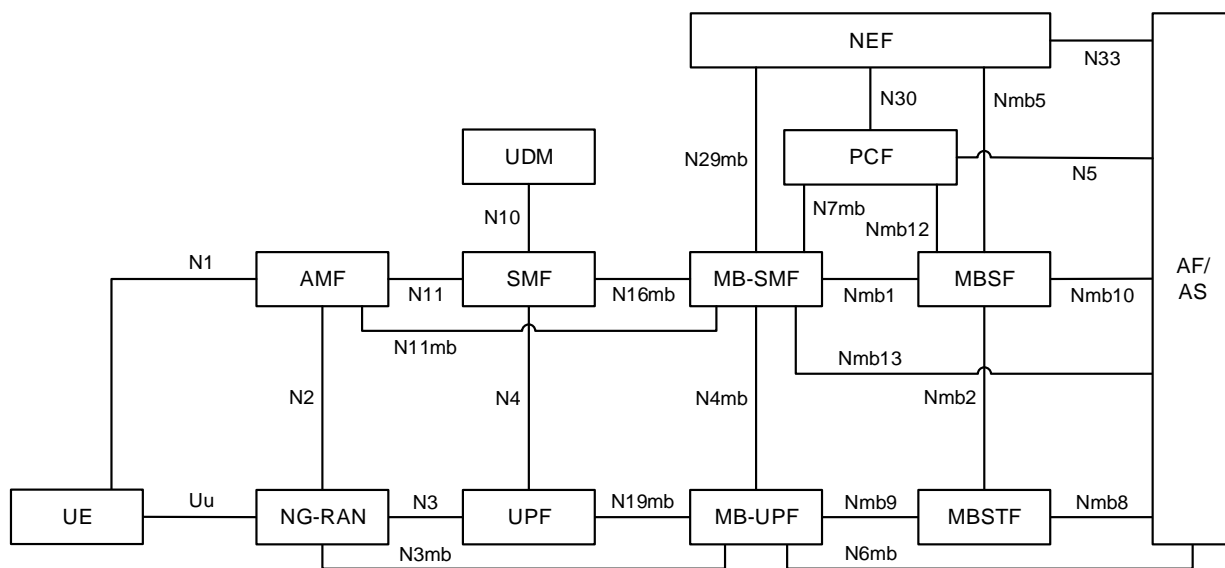 NEF
N33
N30
Nmb5
UDM
PCF
N29mb
N5
N10
N7mb
Nmb12
N1
AMF
N11
SMF
N16mb
MB-SMF
Nmb1
MBSF
Nmb10
AF/
AS
N11mb
Nmb13
N2
N4
N4mb
Nmb2
UE
Uu
NG-RAN
N3
UPF
N19mb
MB-UPF
Nmb9
MBSTF
Nmb8
N3mb
N6mb